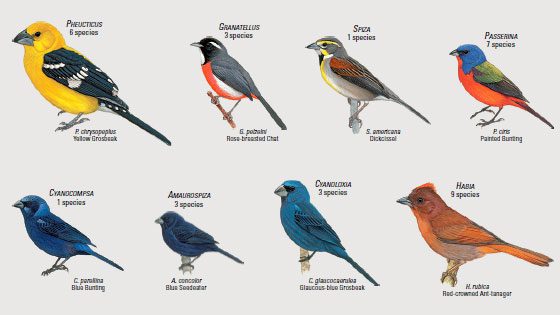 PHEUCTICUS
6 species
GRANATELLUS
3 species
SPIZA
1 species
PASSERINA
7 species
P. chrysopeplus
Yellow Grosbeak
G. pelzelni
Rose-breasted Chat
S. americana
Dickcissel
P. ciris
Painted Bunting
CYANOCOMPSA
1 species
AMAUROSPIZA
3 species
CYANOLOXIA
3 species
HABIA
9 species
C. parellina
Blue Bunting
A. concolor
Blue Seedeater
C. glaucocaerulea
Glaucous-blue Grosbeak
H. rubica
Red-crowned Ant-tanager